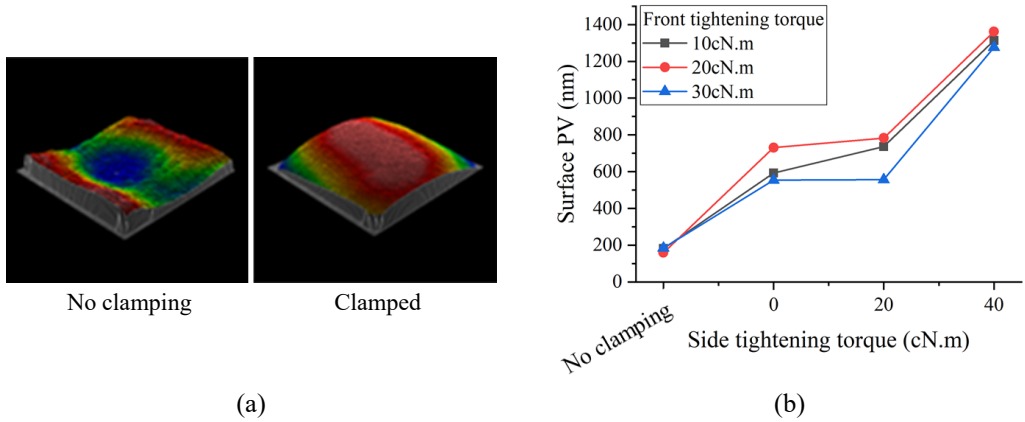 No clamping
Clamped
(a)
Front tightening torque
10cN.m
20cN.m
30cN.m
Surface PV (nm)
1400
1200
1000
800
600
400
200
0
No clamping
0
20
40
Side tightening torque (cN.m)
(b)